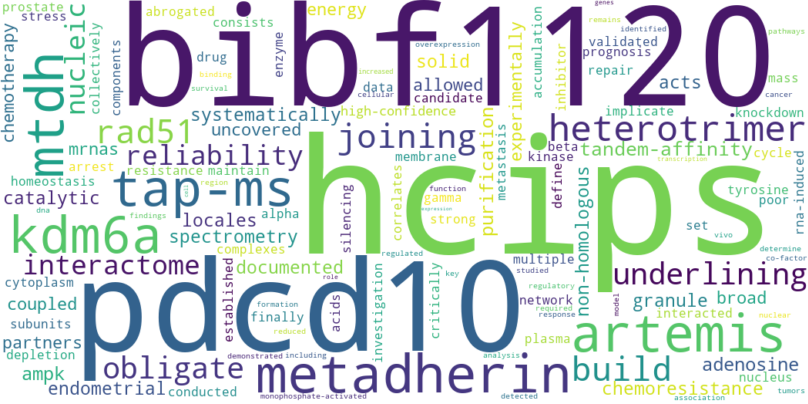 prostate
stress
abrogated
consists
energy
chemotherapy
nucleic
collectively
components
mtdh
bibf1120
drug
enzyme
overexpression
binding
increased
survival
cellular
solid
data
allowed
candidate
experimentally
accumulation
inhibitor
genes
remains
identified
pathways
validated
prognosis
repair
mass
cancer
acts
implicate
knockdown
systematically
high-confidence
rad51
uncovered
joining
heterotrimer
mrnas
reliability
membrane
purification
metastasis
beta
kinase
tandem-affinity
arrest
resistance
maintain
transcription
cycle
homeostasis
tap-ms
hcips
define
tyrosine
poor
rna-induced
catalytic
region
cell
locales
alpha
silencing
correlates
gamma
function
strong
expression
non-homologous
set
vivo
dna
findings
kdm6a
spectrometry
complexes
regulated
key
studied
artemis
determine
co-factor
interactome
documented
role
multiple
underlining
cytoplasm
pdcd10
established
formation
finally
reduced
acids
investigation
critically
network
regulatory
required
response
model
granule
broad
coupled
subunits
interacted
nuclear
partners
plasma
depletion
obligate
demonstrated
including
metadherin
analysis
build
adenosine
ampk
nucleus
endometrial
conducted
monophosphate-activated
detected
chemoresistance
association
tumors